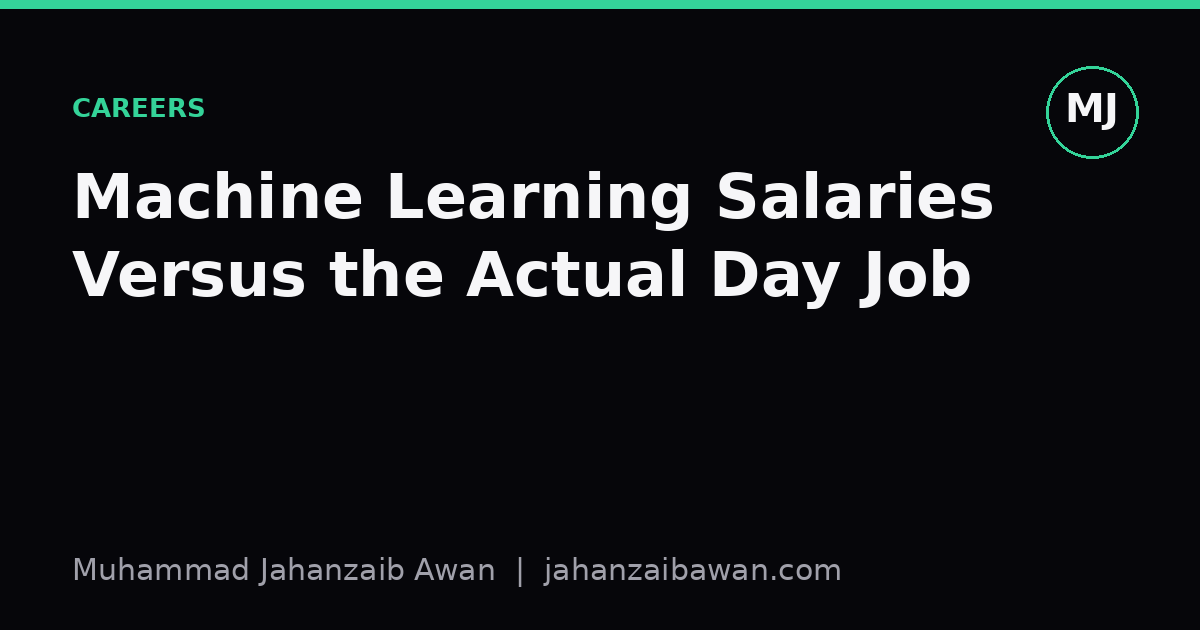 CAREERS
MJ
Machine Learning Salaries
Versus the Actual Day Job
Muhammad Jahanzaib Awan | jahanzaibawan.com